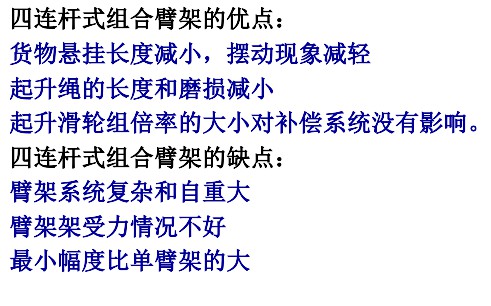 四连杆式组合臂架的优点：
货物悬挂长度减小，摆动现象减轻
起升绳的长度和磨损减小
起升滑轮组倍率的大小对补偿系统没有影响。
四连杆式组合臂架的缺点：
臂架系统复杂和自重大
臂架架受力情况不好
最小幅度比单臂架的大